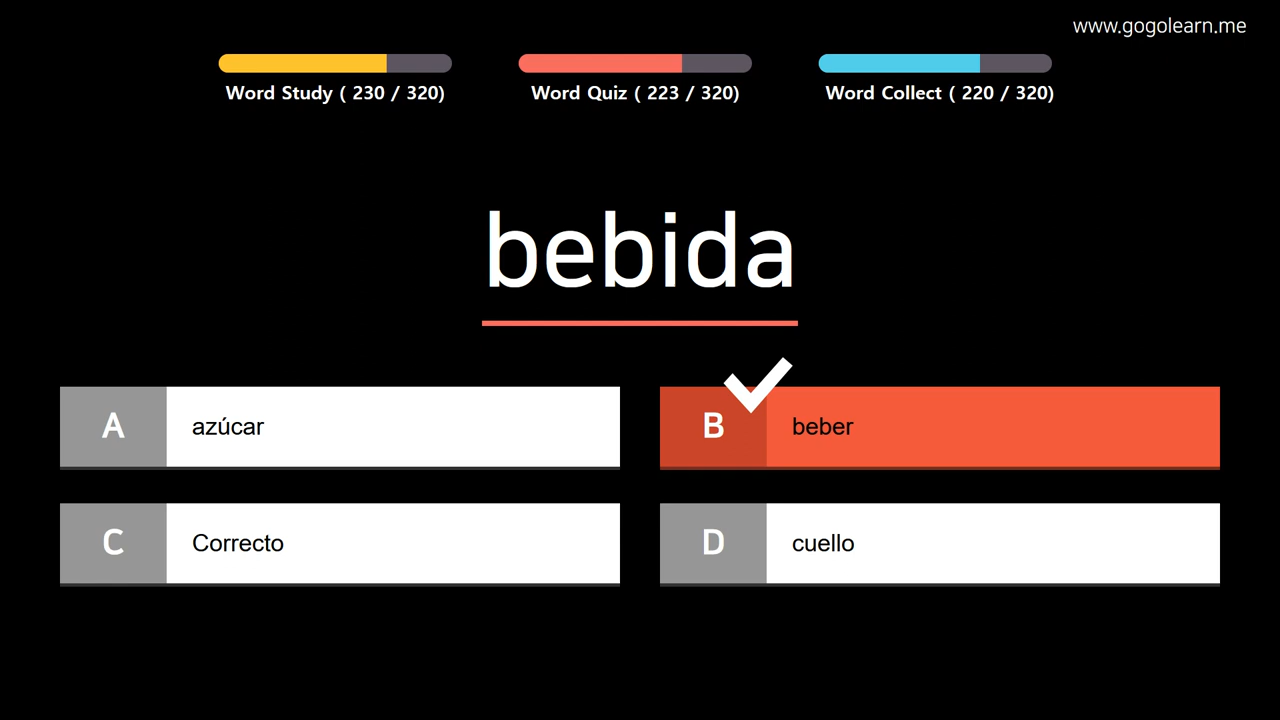 www.gogolearn.me
Word Study ( 230 / 320)
Word Quiz ( 223 / 320)
Word Collect ( 220 / 320)
bebida
A azúcar
B beber
C Correcto
D cuello